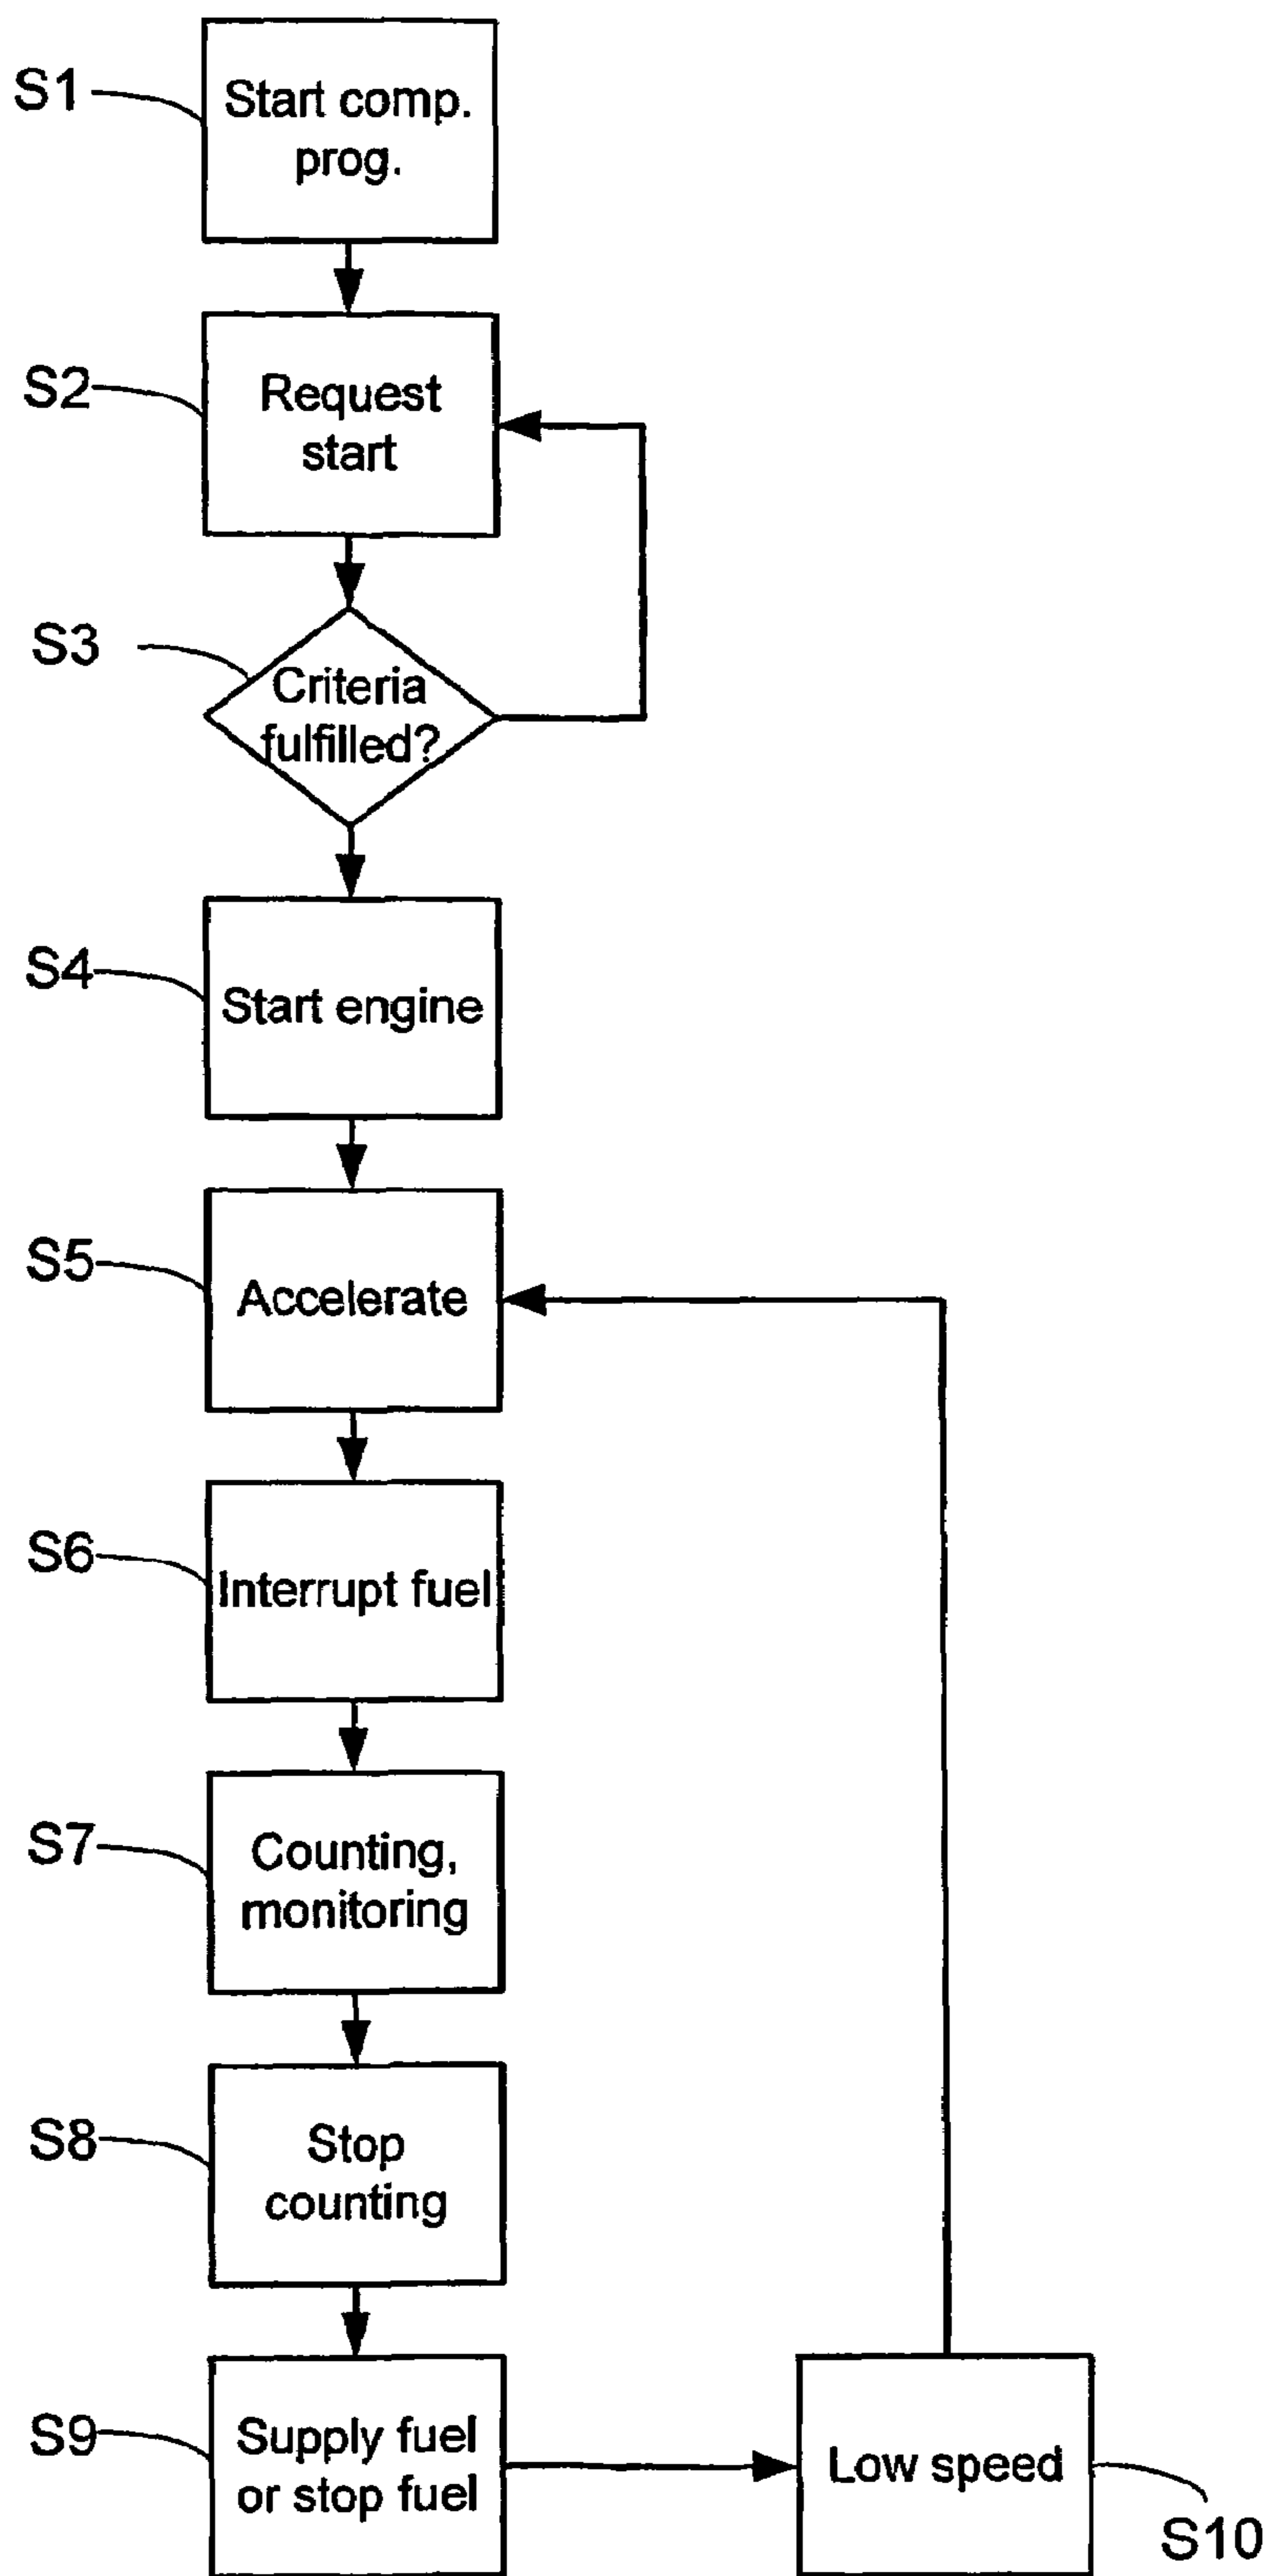 S1
Start comp.
prog.
S2
Request
start
S3
Criteria
fulfilled?
S4
Start engine
S5
Accelerate
S6
Interrupt fuel
S7
Counting,
monitoring
S8
Stop
counting
S9
Supply fuel
or stop fuel
Low speed
S10